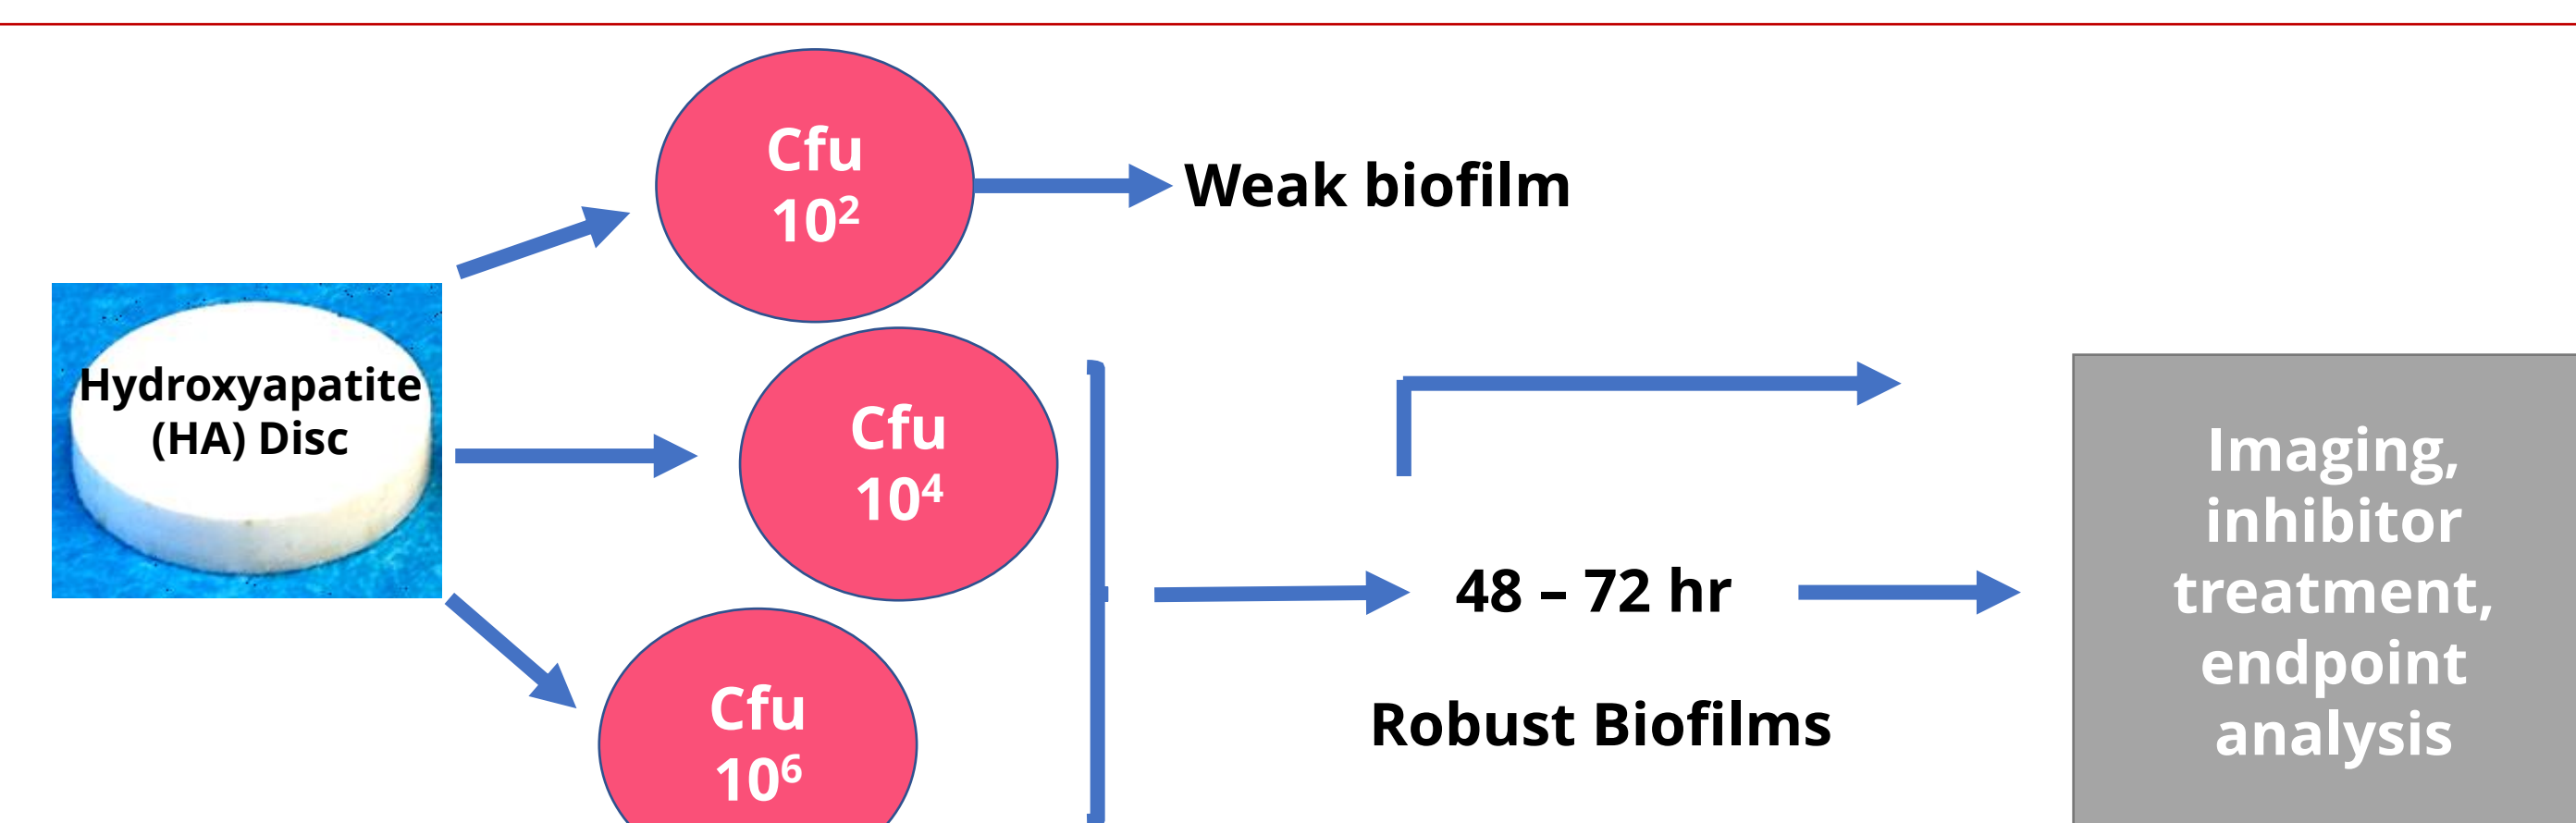 Cfu
10²
Weak biofilm
Hydroxyapatite
(HA) Disc
Cfu
10⁴
Cfu
10⁶
48 – 72 hr
Robust Biofilms
Imaging,
inhibitor
treatment,
endpoint
analysis